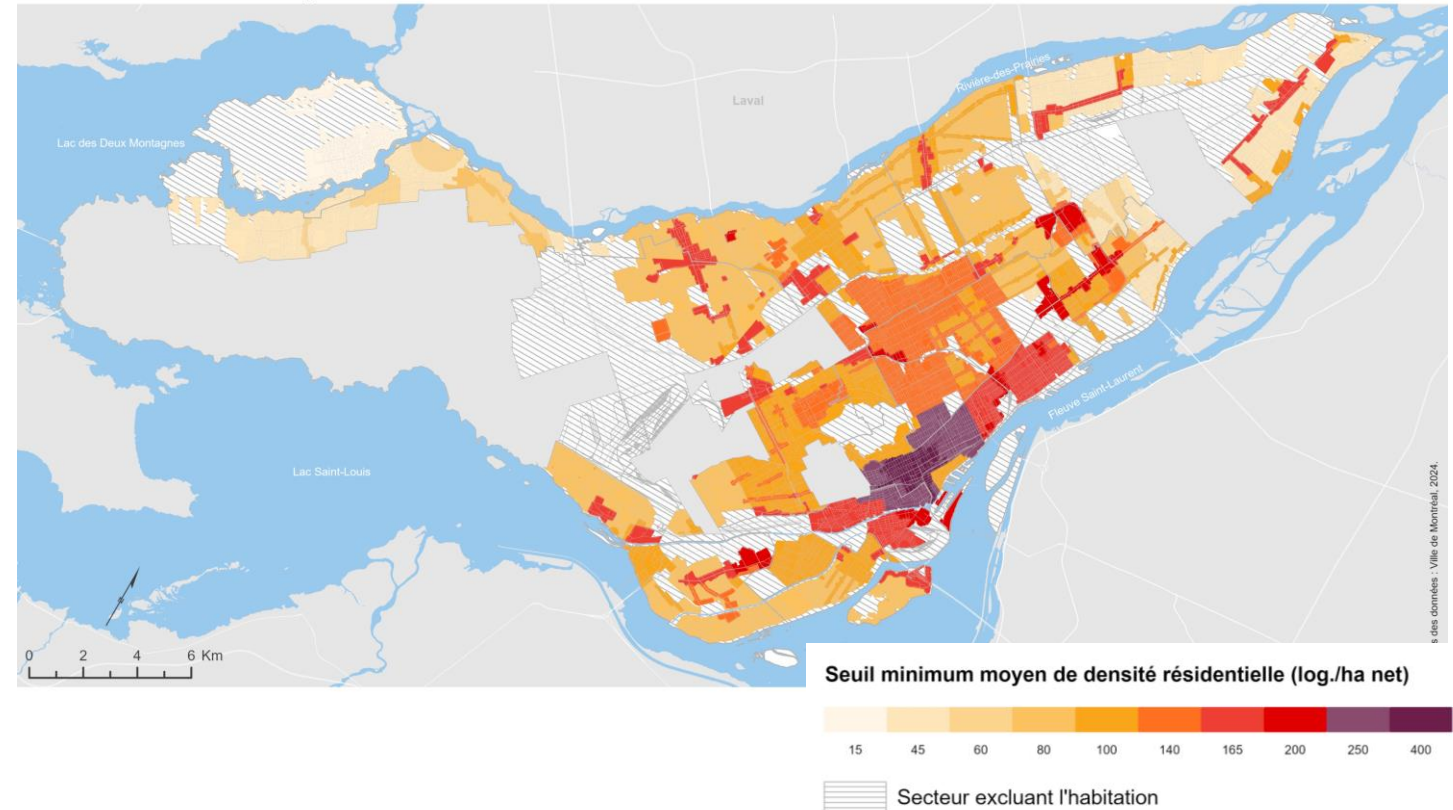 Rivière-des-Prairies
Laval
Lac des Deux Montagnes
Fleuve Saint-Laurent
Lac Saint-Louis
des données : Ville de Montréal, 2024.
0 2 4 6 Km
Seuil minimum moyen de densité résidentielle (log./ha net)
15 45 60 80 100 140 165 200 250 400
Secteur excluant l'habitation